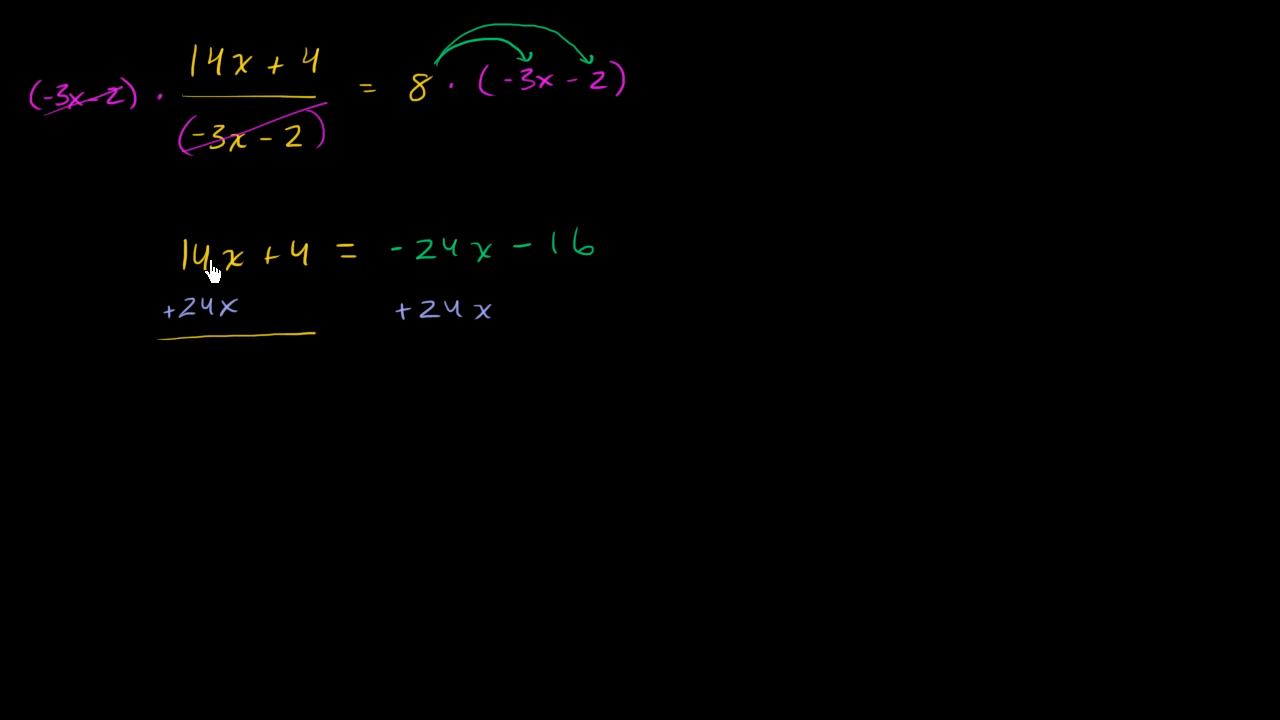 (-3x-2) · 14x + 4 / (-3x - 2) = 8 · (-3x - 2)
14x + 4 = -24x - 16
+24x +24x